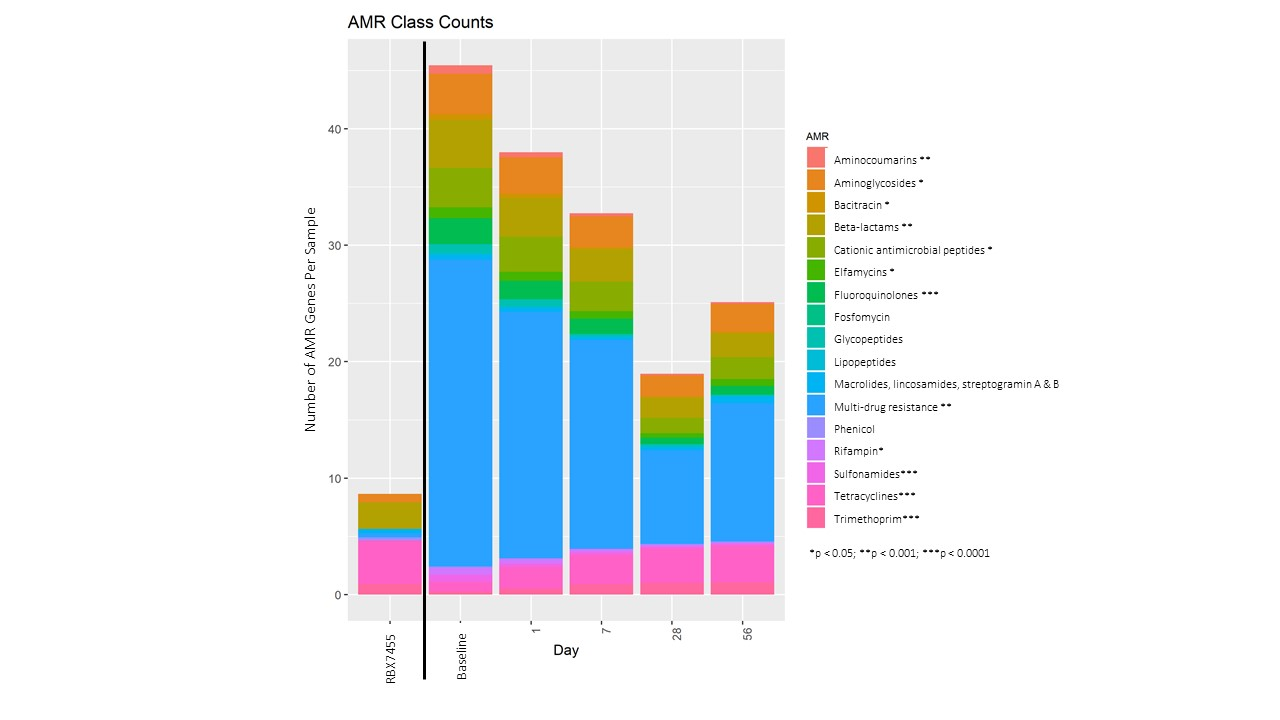 AMR Class Counts
Number of AMR Genes Per Sample
40
30
20
10
0
RBX7455
Baseline
1
7
28
56
Day
AMR
Aminocoumarins **
Aminoglycosides *
Bacitracin *
Beta-lactams **
Cationic antimicrobial peptides *
Elfamycins *
Fluoroquinolones ***
Fosfomycin
Glycopeptides
Lipopeptides
Macrolides, lincosamides, streptogramin A & B
Multi-drug resistance **
Phenicol
Rifampin*
Sulfonamides***
Tetracyclines***
Trimethoprim***
*p < 0.05; **p < 0.001; ***p < 0.0001